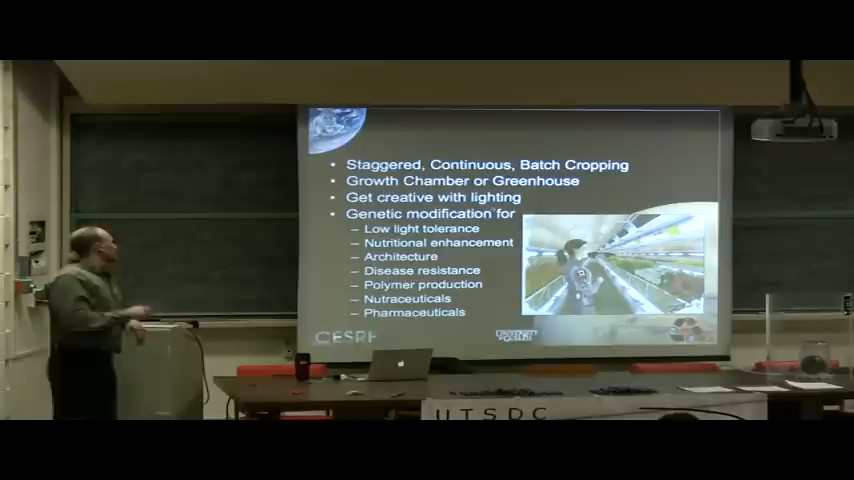 • Staggered, Continuous, Batch Cropping
• Growth Chamber or Greenhouse
• Get creative with lighting
• Genetic modification for
– Low light tolerance
– Nutritional enhancement
– Architecture
– Disease resistance
– Polymer production
– Nutraceuticals
– Pharmaceuticals
CESRF
UNIVERSITY
OF GUELPH
UTSDC